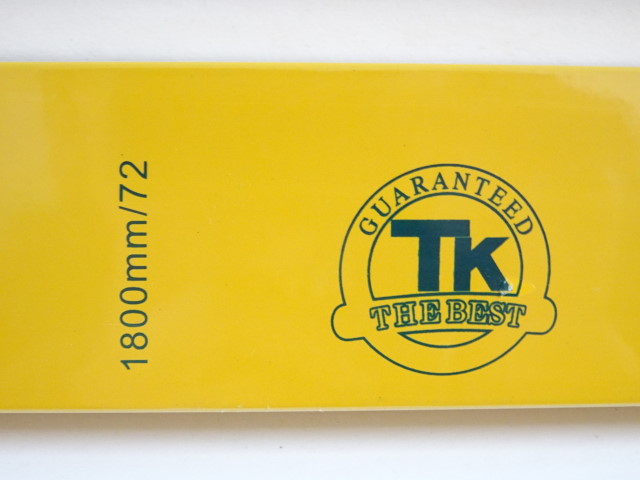 1800mm/72
GUARANTEED
TK
THE BEST